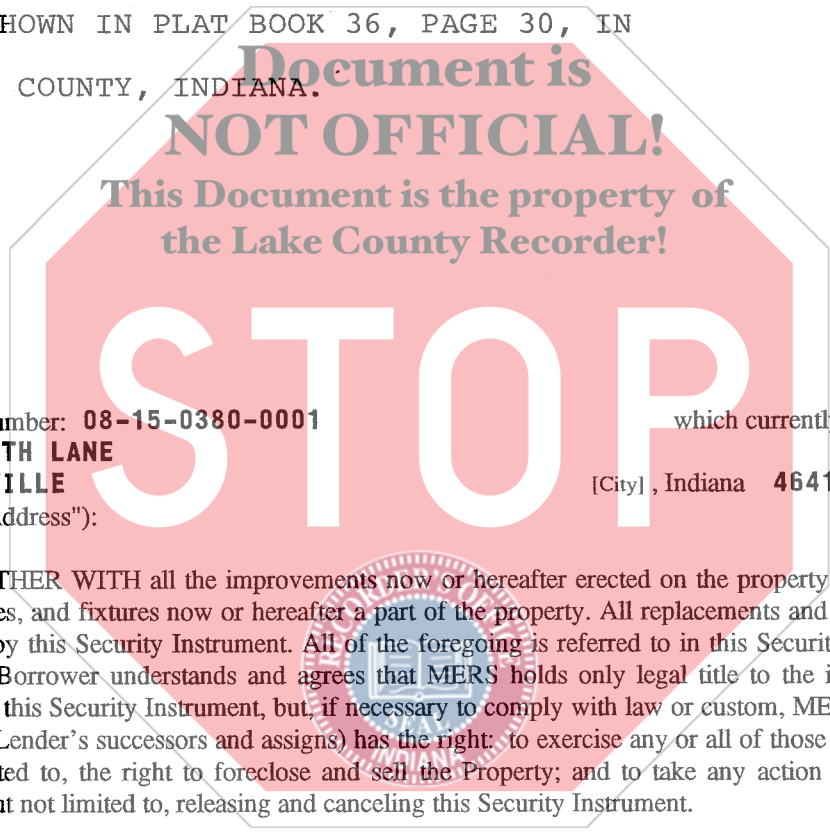 HOWN IN PLAT BOOK 36, PAGE 30, IN
COUNTY, INDIANA.
Document is
NOT OFFICIAL!
This Document is the property of
the Lake County Recorder!
STOP
umber: 08-15-0380-0001 which currently
TH LANE
ILLE [City] , Indiana 4641
ddress"):
THER WITH all the improvements now or hereafter erected on the property
es, and fixtures now or hereafter a part of the property. All replacements and
by this Security Instrument. All of the foregoing is referred to in this Securit
Borrower understands and agrees that MERS holds only legal title to the i
this Security Instrument, but, if necessary to comply with law or custom, ME
Lender's successors and assigns) has the right: to exercise any or all of those
ted to, the right to foreclose and sell the Property; and to take any action
ut not limited to, releasing and canceling this Security Instrument.
RECORDER'S OFFICE
SEAL
INDIANA